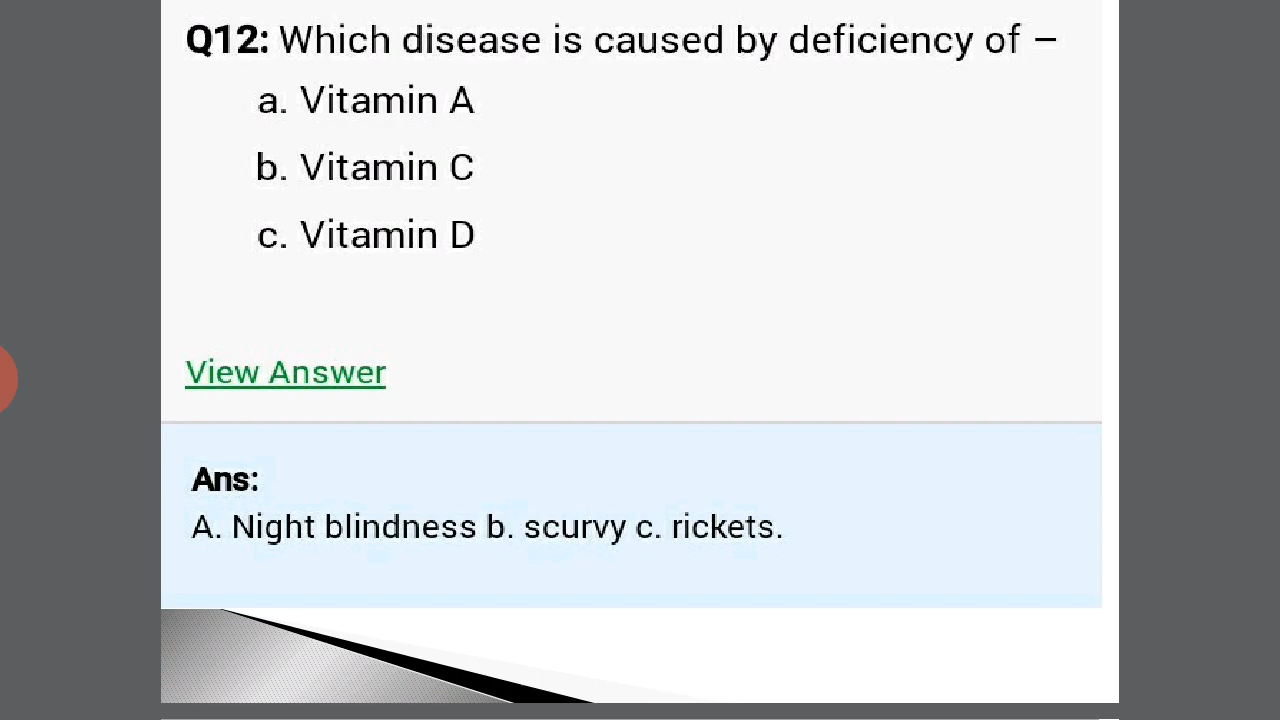 Q12: Which disease is caused by deficiency of –
a. Vitamin A
b. Vitamin C
c. Vitamin D
View Answer
Ans:
A. Night blindness b. scurvy c. rickets.